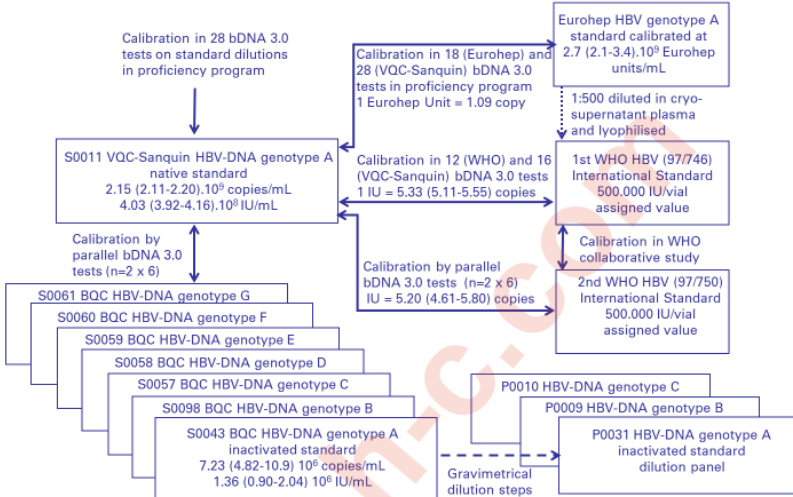 Calibration in 28 bDNA 3.0
tests on standard dilutions
in proficiency program
Calibration in 18 (Eurohep) and
28 (VQC-Sanquin) bDNA 3.0
tests in proficiency program
1 Eurohep Unit = 1.09 copy
Eurohep HBV genotype A
standard calibrated at
2.7 (2.1-3.4).10⁹ Eurohep
units/mL
1:500 diluted in cryo-
supernatant plasma
and lyophilised
S0011 VQC-Sanquin HBV-DNA genotype A
native standard
2.15 (2.11-2.20).10⁹ copies/mL
4.03 (3.92-4.16).10⁸ IU/mL
Calibration in 12 (WHO) and 16
(VQC-Sanquin) bDNA 3.0 tests
1 IU = 5.33 (5.11-5.55) copies
1st WHO HBV (97/746)
International Standard
500.000 IU/vial
assigned value
Calibration in WHO
collaborative study
Calibration by
parallel bDNA 3.0
tests (n=2 x 6)
Calibration by parallel
bDNA 3.0 tests (n=2 x 6)
IU = 5.20 (4.61-5.80) copies
2nd WHO HBV (97/750)
International Standard
500.000 IU/vial
assigned value
S0061 BQC HBV-DNA genotype G
S0060 BQC HBV-DNA genotype F
S0059 BQC HBV-DNA genotype E
S0058 BQC HBV-DNA genotype D
S0057 BQC HBV-DNA genotype C
S0098 BQC HBV-DNA genotype B
S0043 BQC HBV-DNA genotype A
inactivated standard
7.23 (4.82-10.9) 10⁶ copies/mL
1.36 (0.90-2.04) 10⁶ IU/mL
Gravimetrical
dilution steps
P0010 HBV-DNA genotype C
P0009 HBV-DNA genotype B
P0031 HBV-DNA genotype A
inactivated standard
dilution panel
h-c.com